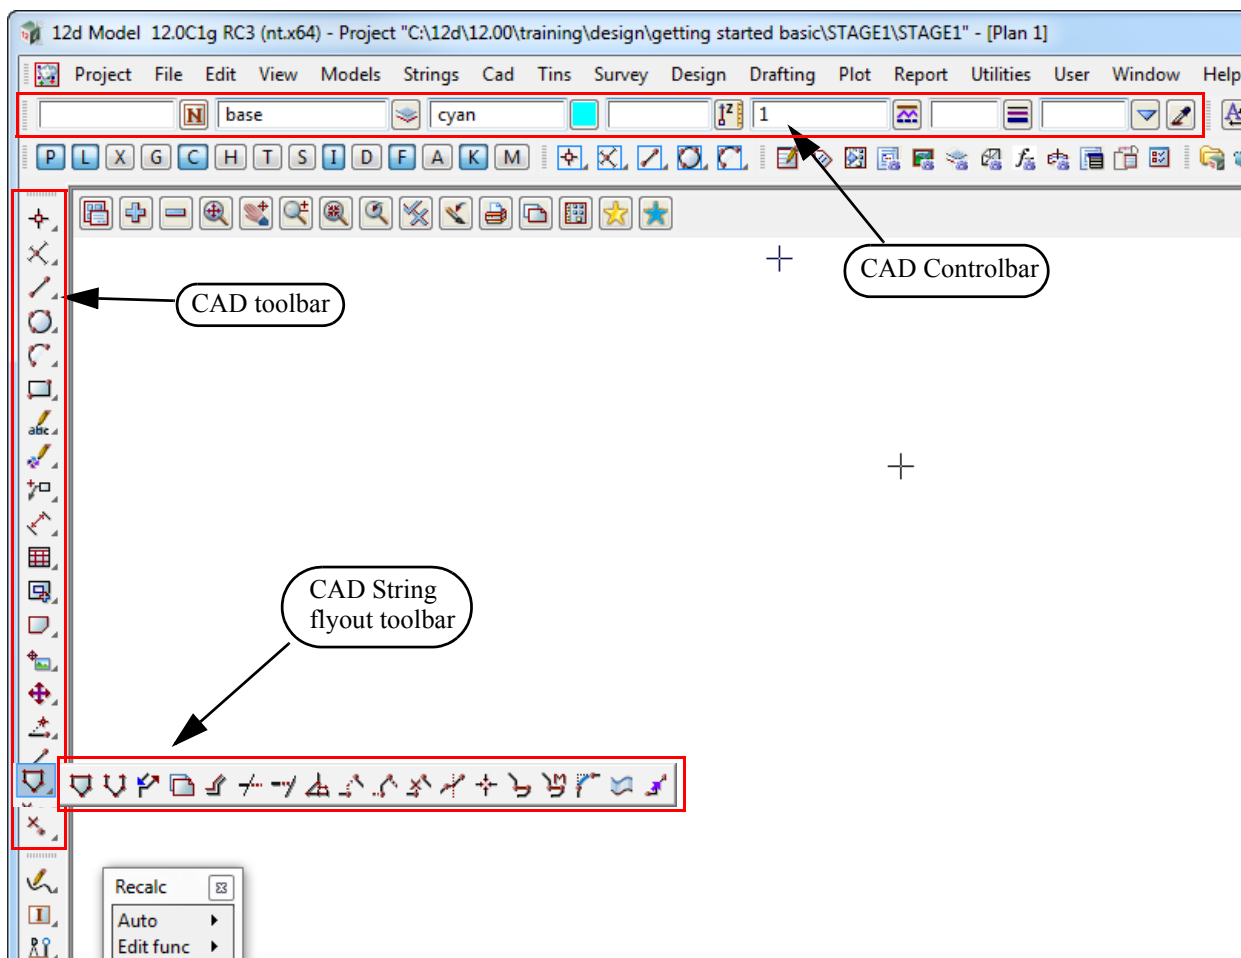 12d Model 12.0C1g RC3 (nt.x64) - Project "C:\12d\12.00\training\design\getting started basic\STAGE1\STAGE1" - [Plan 1]
Project File Edit View Models Strings Cad Tins Survey Design Drafting Plot Report Utilities User Window Help
N base cyan 1
P L X G C H T S I D F A K M
CAD Controlbar
CAD toolbar
abc
CAD String
flyout toolbar
Recalc
Auto
Edit func